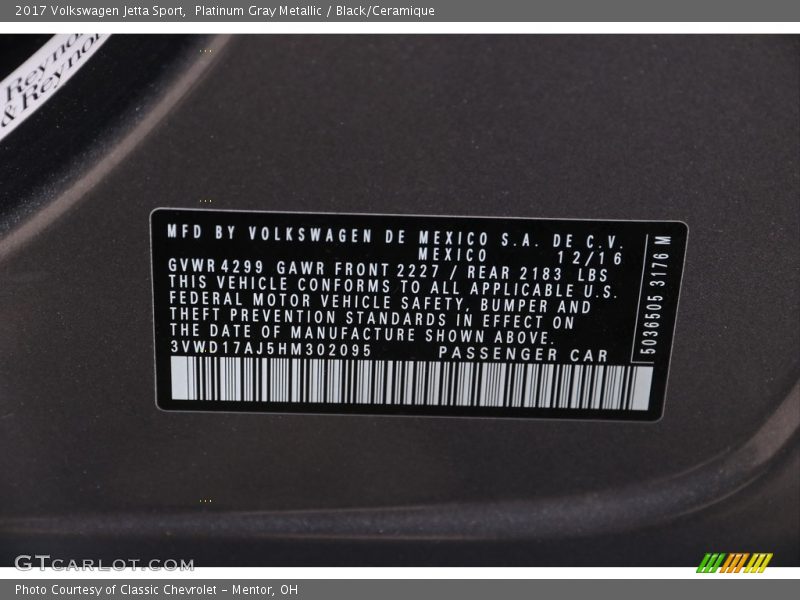 2017 Volkswagen Jetta Sport, Platinum Gray Metallic / Black/Ceramique
Reyno
& Reynol
MFD BY VOLKSWAGEN DE MEXICO S.A. DE C.V.
MEXICO 12/16
GVWR 4299 GAWR FRONT 2227 / REAR 2183 LBS
THIS VEHICLE CONFORMS TO ALL APPLICABLE U.S.
FEDERAL MOTOR VEHICLE SAFETY, BUMPER AND
THEFT PREVENTION STANDARDS IN EFFECT ON
THE DATE OF MANUFACTURE SHOWN ABOVE.
3VWD17AJ5HM302095 PASSENGER CAR
5036505 3176 M
GTCARLOT.COM
Photo Courtesy of Classic Chevrolet - Mentor, OH